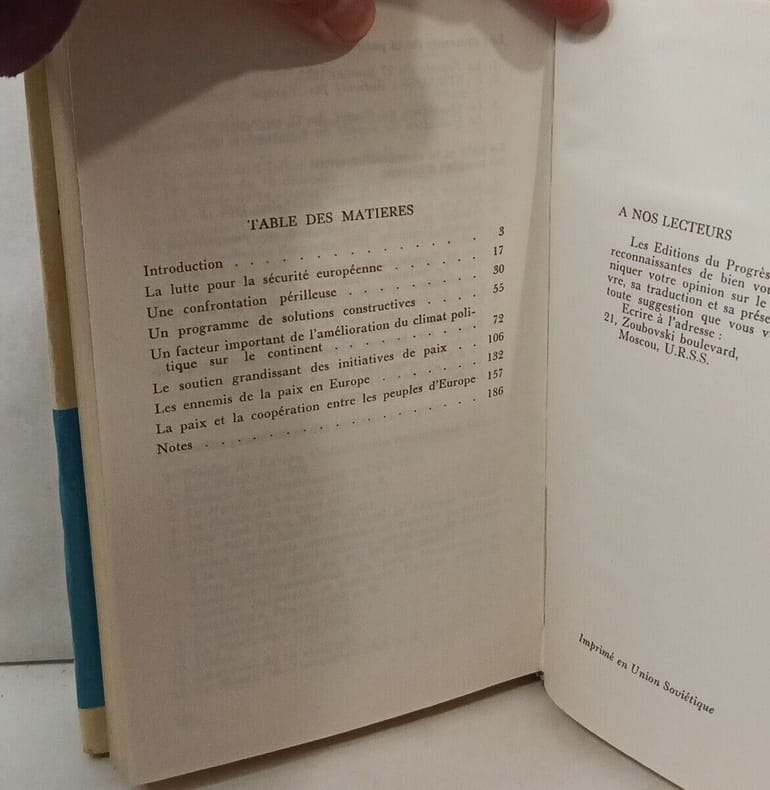 TABLE DES MATIERES
Introduction . . . . . . . . . . . . . . 3
La lutte pour la sécurité européenne . . . . . 17
Une confrontation périlleuse . . . . . . . . 30
Un programme de solutions constructives . . . . 55
Un facteur important de l'amélioration du climat poli-
tique sur le continent . . . . . . . . . 72
Le soutien grandissant des initiatives de paix . . 106
Les ennemis de la paix en Europe . . . . . . 132
La paix et la coopération entre les peuples d'Europe 157
Notes . . . . . . . . . . . . . . . 186
A NOS LECTEURS
Les Editions du Progrès
reconnaissantes de bien
niquer votre opinion sur le
vre, sa traduction et sa
toute suggestion que vous
Ecrire à l'adresse :
21, Zoubovski boulevard,
Moscou, U.R.S.S.
Imprimé en Union Soviétique